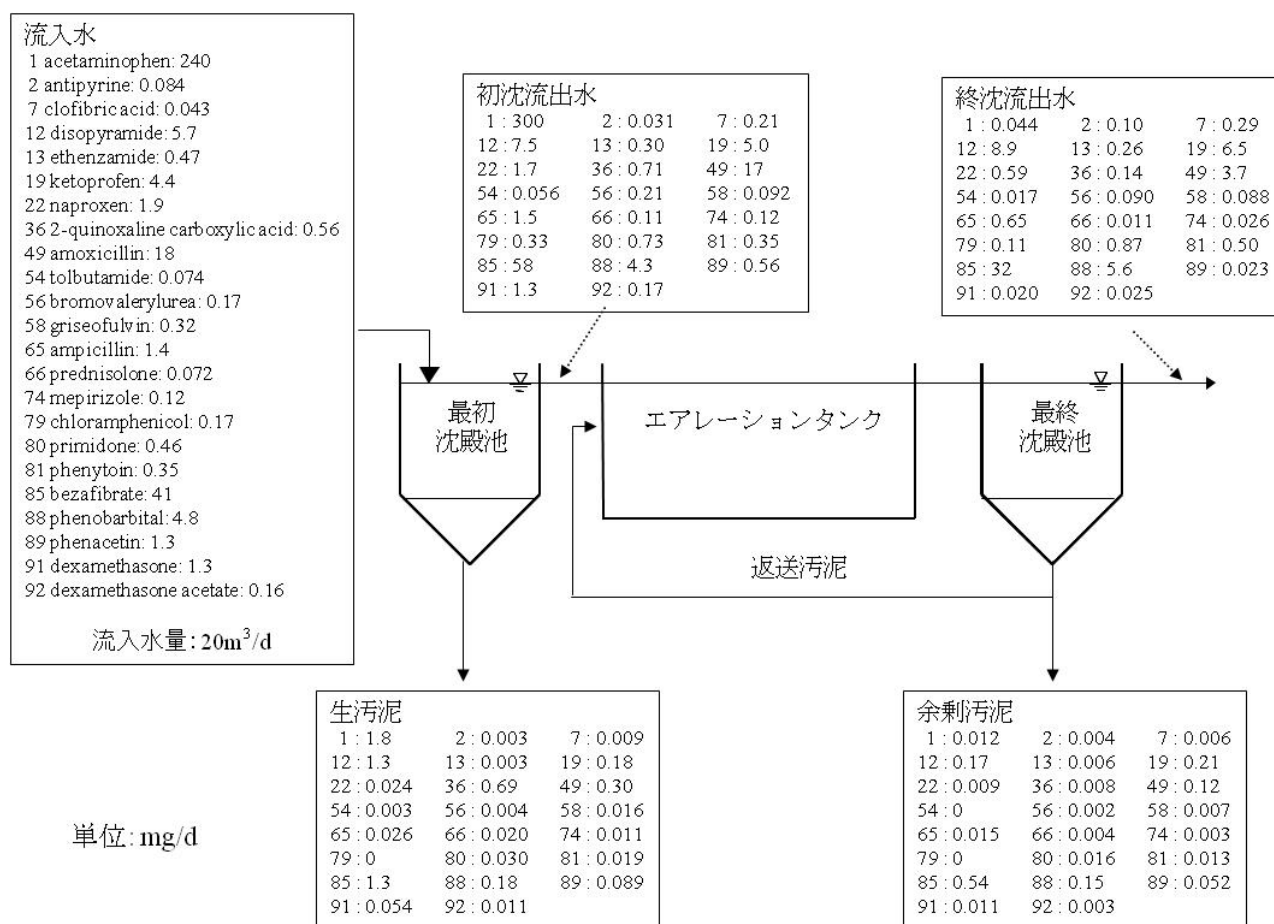 流入水
1 acetaminophen: 240
2 antipyrine: 0.084
7 clofibric acid: 0.043
12 disopyramide: 5.7
13 ethenzamide: 0.47
19 ketoprofen: 4.4
22 naproxen: 1.9
36 2-quinoxaline carboxylic acid: 0.56
49 amoxicillin: 18
54 tolbutamide: 0.074
56 bromovalerylurea: 0.17
58 griseofulvin: 0.32
65 ampicillin: 1.4
66 prednisolone: 0.072
74 mepirizole: 0.12
79 chloramphenicol: 0.17
80 primidone: 0.46
81 phenytoin: 0.35
85 bezafibrate: 41
88 phenobarbital: 4.8
89 phenacetin: 1.3
91 dexamethasone: 1.3
92 dexamethasone acetate: 0.16
流入水量: 20m³/d
初沈流出水
1 : 300 2 : 0.031 7 : 0.21
12 : 7.5 13 : 0.30 19 : 5.0
22 : 1.7 36 : 0.71 49 : 17
54 : 0.056 56 : 0.21 58 : 0.092
65 : 1.5 66 : 0.11 74 : 0.12
79 : 0.33 80 : 0.73 81 : 0.35
85 : 58 88 : 4.3 89 : 0.56
91 : 1.3 92 : 0.17
終沈流出水
1 : 0.044 2 : 0.10 7 : 0.29
12 : 8.9 13 : 0.26 19 : 6.5
22 : 0.59 36 : 0.14 49 : 3.7
54 : 0.017 56 : 0.090 58 : 0.088
65 : 0.65 66 : 0.011 74 : 0.026
79 : 0.11 80 : 0.87 81 : 0.50
85 : 32 88 : 5.6 89 : 0.023
91 : 0.020 92 : 0.025
最初
沈殿池
エアレーションタンク
最終
沈殿池
返送汚泥
生汚泥
1 : 1.8 2 : 0.003 7 : 0.009
12 : 1.3 13 : 0.003 19 : 0.18
22 : 0.024 36 : 0.69 49 : 0.30
54 : 0.003 56 : 0.004 58 : 0.016
65 : 0.026 66 : 0.020 74 : 0.011
79 : 0 80 : 0.030 81 : 0.019
85 : 1.3 88 : 0.18 89 : 0.089
91 : 0.054 92 : 0.011
余剰汚泥
1 : 0.012 2 : 0.004 7 : 0.006
12 : 0.17 13 : 0.006 19 : 0.21
22 : 0.009 36 : 0.008 49 : 0.12
54 : 0 56 : 0.002 58 : 0.007
65 : 0.015 66 : 0.004 74 : 0.003
79 : 0 80 : 0.016 81 : 0.013
85 : 0.54 88 : 0.15 89 : 0.052
91 : 0.011 92 : 0.003
単位: mg/d